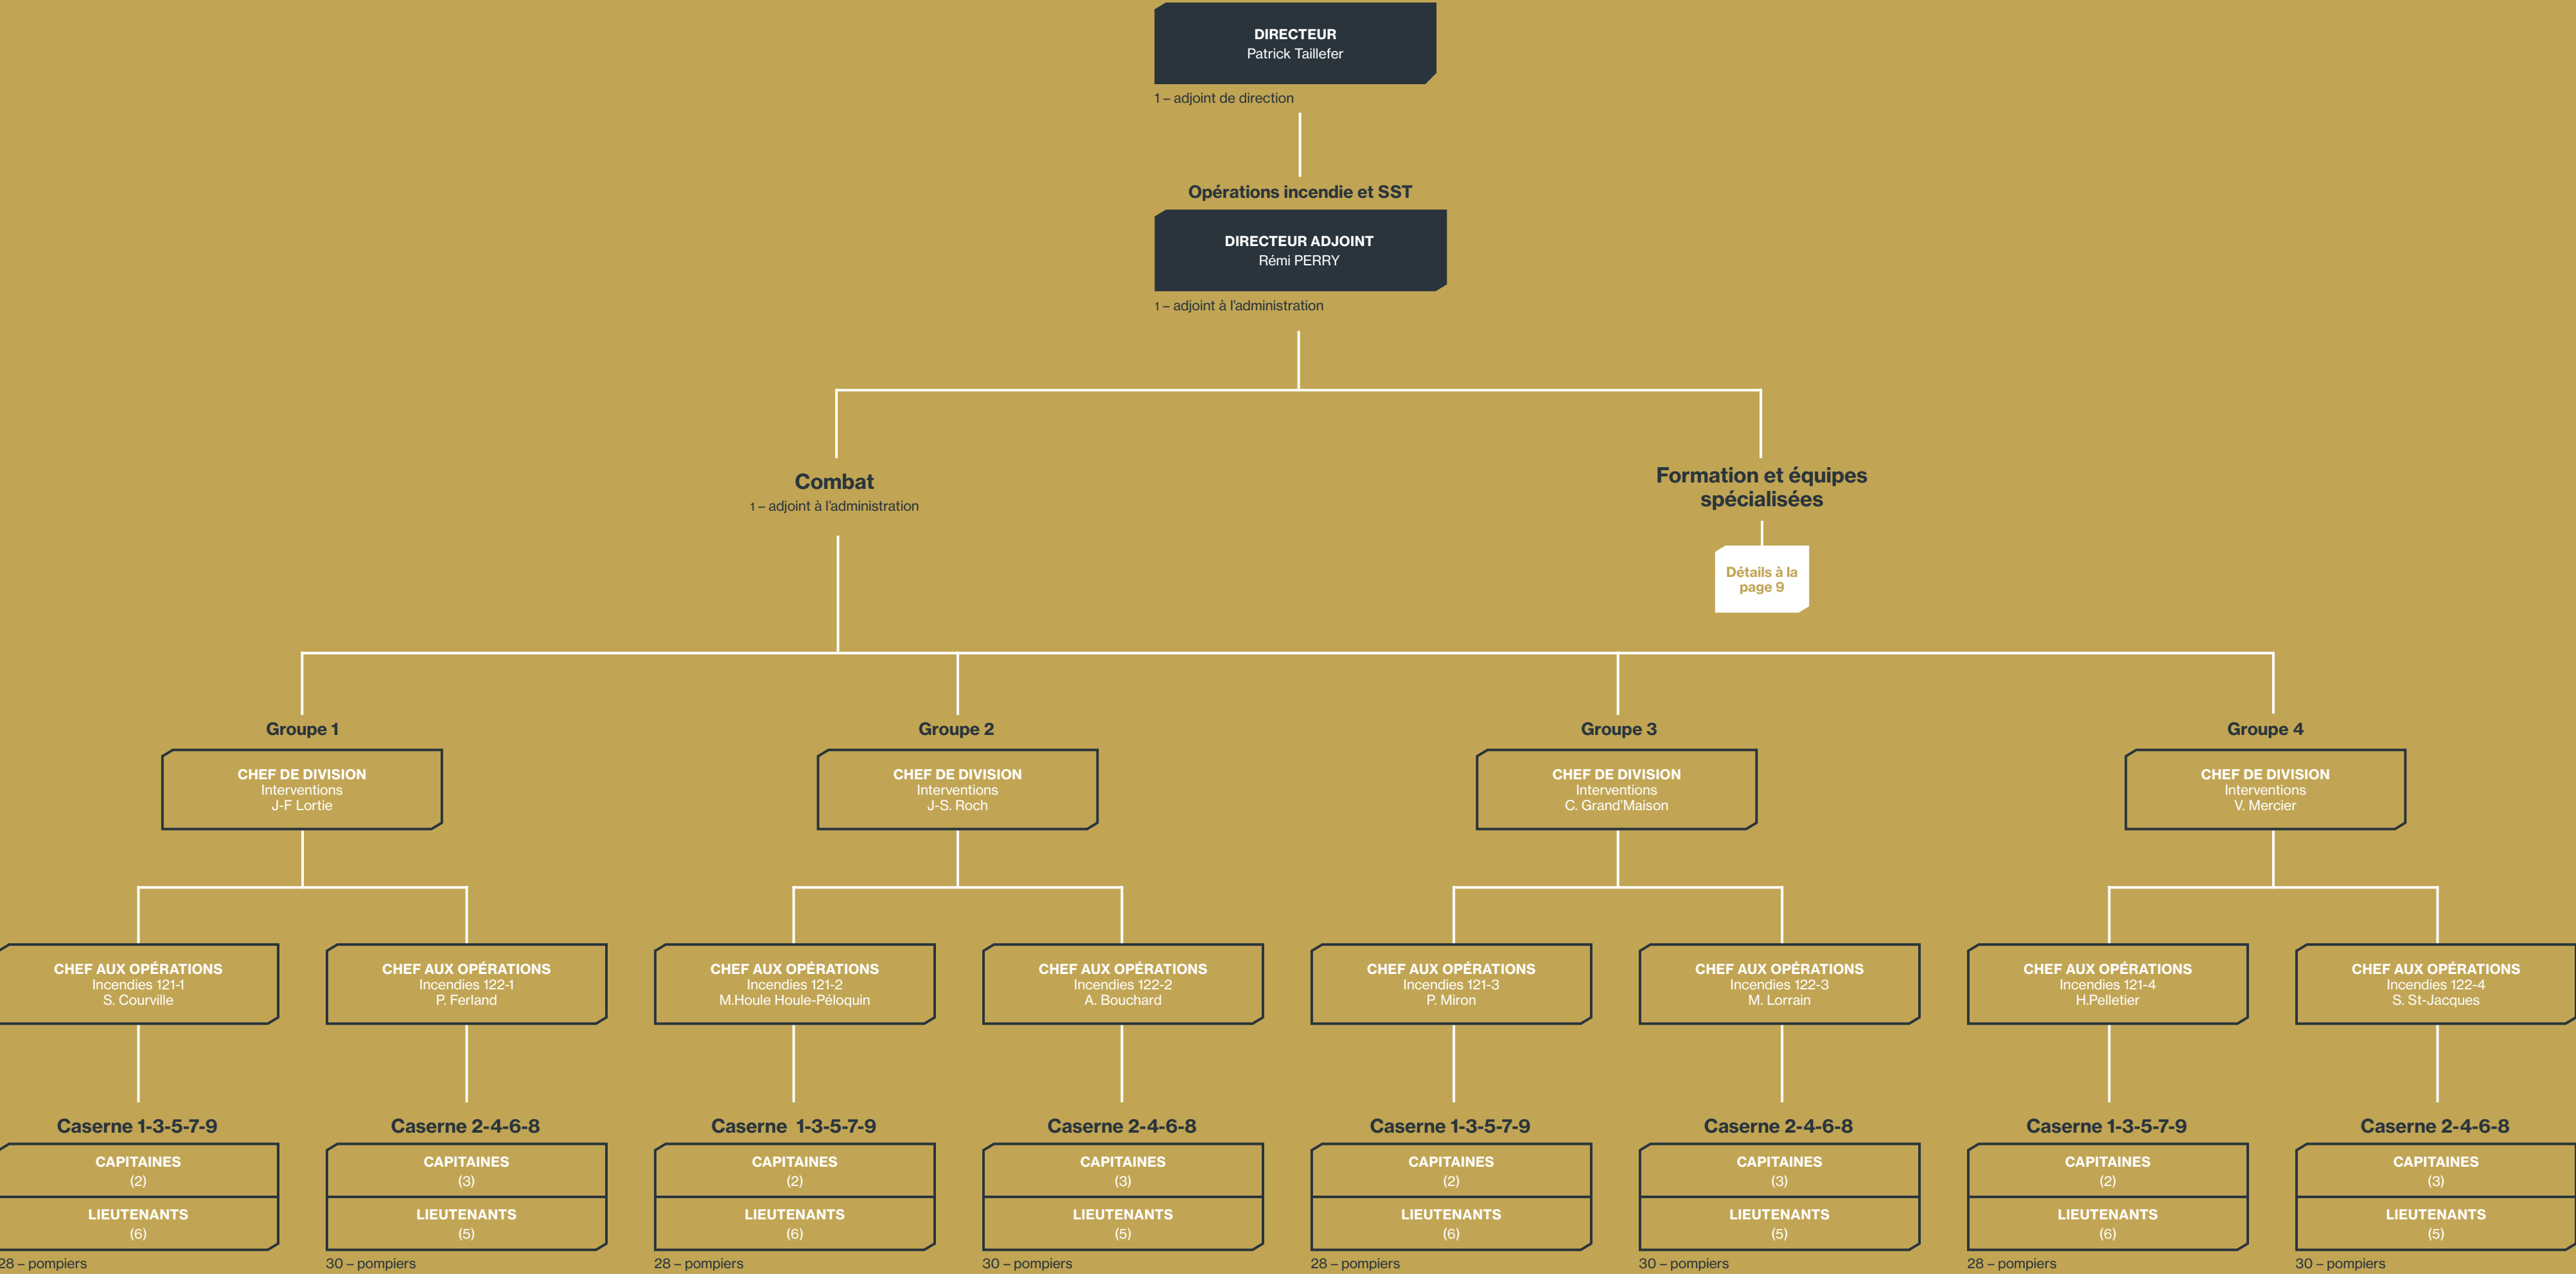 DIRECTEUR
Patrick Taillefer
1 – adjoint de direction
Opérations incendie et SST
DIRECTEUR ADJOINT
Rémi PERRY
1 – adjoint à l'administration
Combat
1 – adjoint à l'administration
Formation et équipes
spécialisées
Détails à la
page 9
Groupe 1
CHEF DE DIVISION
Interventions
J-F Lortie
Groupe 2
CHEF DE DIVISION
Interventions
J-S. Roch
Groupe 3
CHEF DE DIVISION
Interventions
C. Grand'Maison
Groupe 4
CHEF DE DIVISION
Interventions
V. Mercier
CHEF AUX OPÉRATIONS
Incendies 121-1
S. Courville
CHEF AUX OPÉRATIONS
Incendies 122-1
P. Ferland
CHEF AUX OPÉRATIONS
Incendies 121-2
M.Houle Houle-Péloquin
CHEF AUX OPÉRATIONS
Incendies 122-2
A. Bouchard
CHEF AUX OPÉRATIONS
Incendies 121-3
P. Miron
CHEF AUX OPÉRATIONS
Incendies 122-3
M. Lorrain
CHEF AUX OPÉRATIONS
Incendies 121-4
H.Pelletier
CHEF AUX OPÉRATIONS
Incendies 122-4
S. St-Jacques
Caserne 1-3-5-7-9
CAPITAINES
(2)
LIEUTENANTS
(6)
28 – pompiers
Caserne 2-4-6-8
CAPITAINES
(3)
LIEUTENANTS
(5)
30 – pompiers
Caserne 1-3-5-7-9
CAPITAINES
(2)
LIEUTENANTS
(6)
28 – pompiers
Caserne 2-4-6-8
CAPITAINES
(3)
LIEUTENANTS
(5)
30 – pompiers
Caserne 1-3-5-7-9
CAPITAINES
(2)
LIEUTENANTS
(6)
28 – pompiers
Caserne 2-4-6-8
CAPITAINES
(3)
LIEUTENANTS
(5)
30 – pompiers
Caserne 1-3-5-7-9
CAPITAINES
(2)
LIEUTENANTS
(6)
28 – pompiers
Caserne 2-4-6-8
CAPITAINES
(3)
LIEUTENANTS
(5)
30 – pompiers